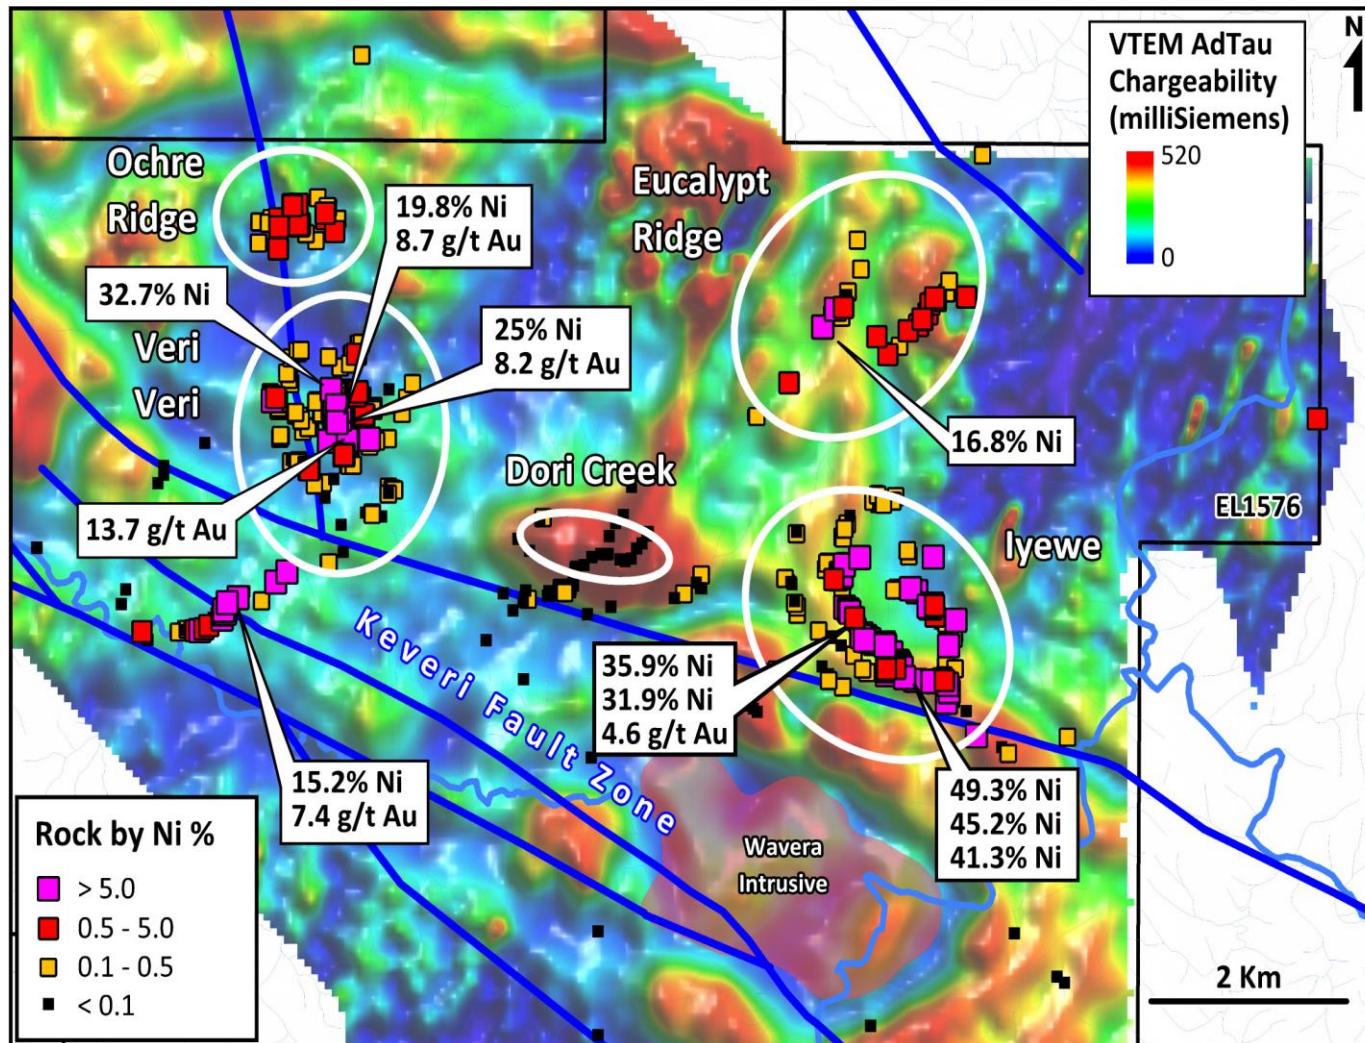 N
VTEM AdTau
Chargeability
(milliSiemens)
520
0
Ochre
Ridge
19.8% Ni
8.7 g/t Au
Eucalypt
Ridge
32.7% Ni
25% Ni
8.2 g/t Au
Veri
Veri
16.8% Ni
Dori Creek
13.7 g/t Au
EL1576
Iyewe
Keveri Fault Zone
35.9% Ni
31.9% Ni
4.6 g/t Au
15.2% Ni
7.4 g/t Au
49.3% Ni
45.2% Ni
41.3% Ni
Wavera
Intrusive
Rock by Ni %
> 5.0
0.5 - 5.0
0.1 - 0.5
< 0.1
2 Km